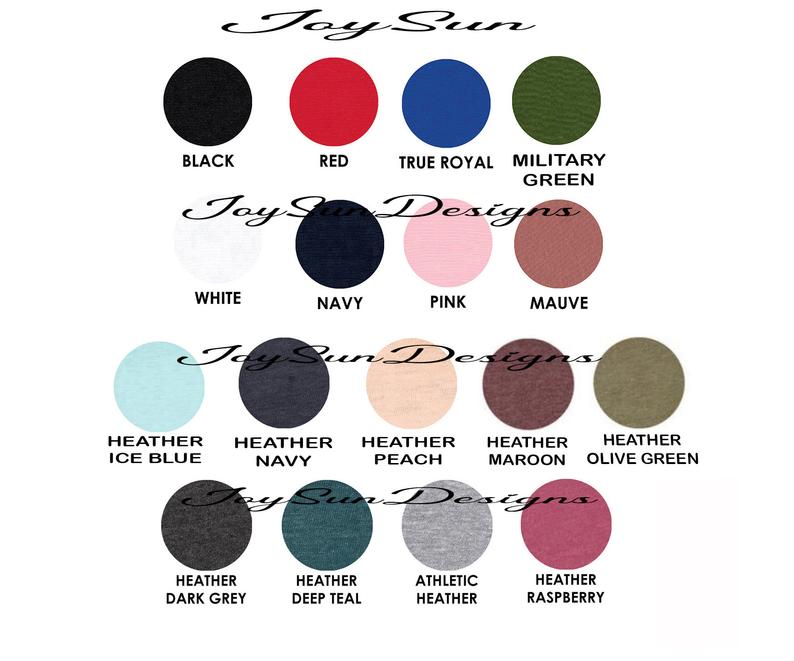 JoySun
BLACK
RED
TRUE ROYAL
MILITARY
GREEN
JoySunDesigns
WHITE
NAVY
PINK
MAUVE
JoySunDesigns
HEATHER
ICE BLUE
HEATHER
NAVY
HEATHER
PEACH
HEATHER
MAROON
HEATHER
OLIVE GREEN
JoySunDesigns
HEATHER
DARK GREY
HEATHER
DEEP TEAL
ATHLETIC
HEATHER
HEATHER
RASPBERRY